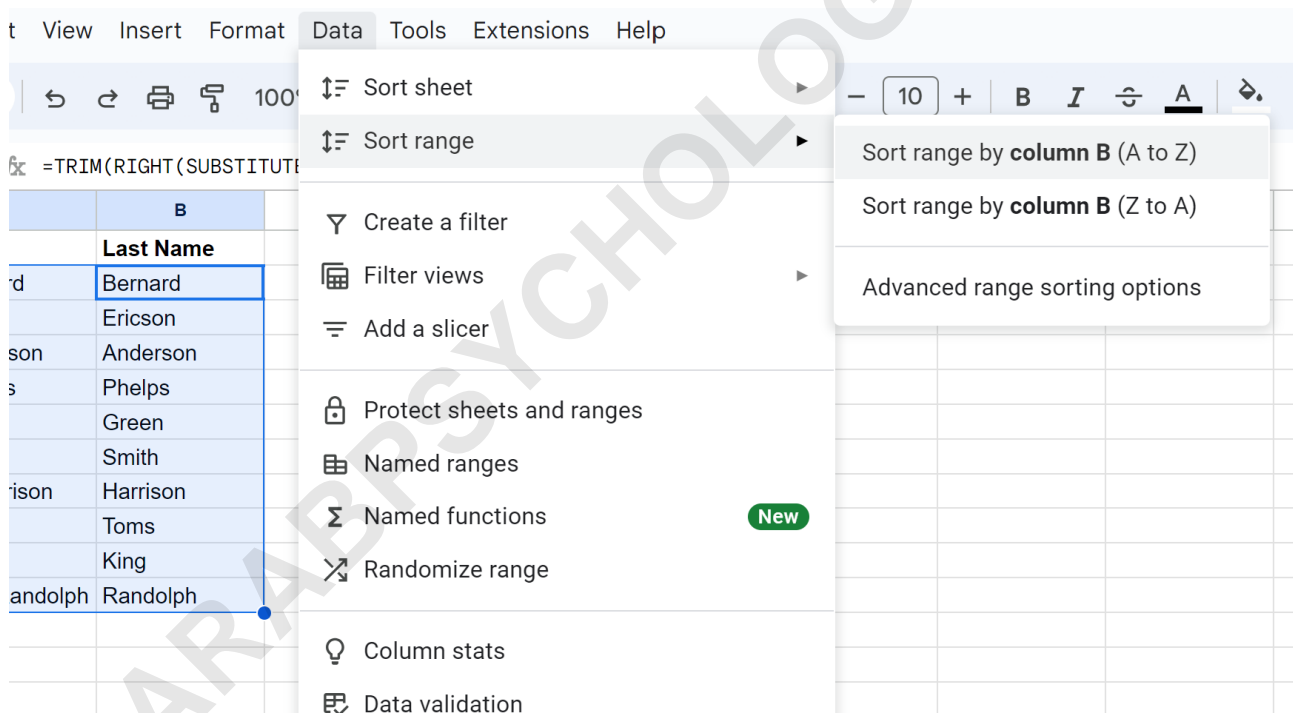 t View Insert Format Data Tools Extensions Help
100% Sort sheet 10 B I S A
Sort range
Sort range by column B (A to Z)
Sort range by column B (Z to A)
Advanced range sorting options
fx =TRIM(RIGHT(SUBSTITUTE
B
Last Name
rd Bernard
Ericson
son Anderson
s Phelps
Green
Smith
rison Harrison
Toms
King
andolph Randolph
Create a filter
Filter views
Add a slicer
Protect sheets and ranges
Named ranges
Named functions New
Randomize range
Column stats
Data validation
ARABPSYCHOLO